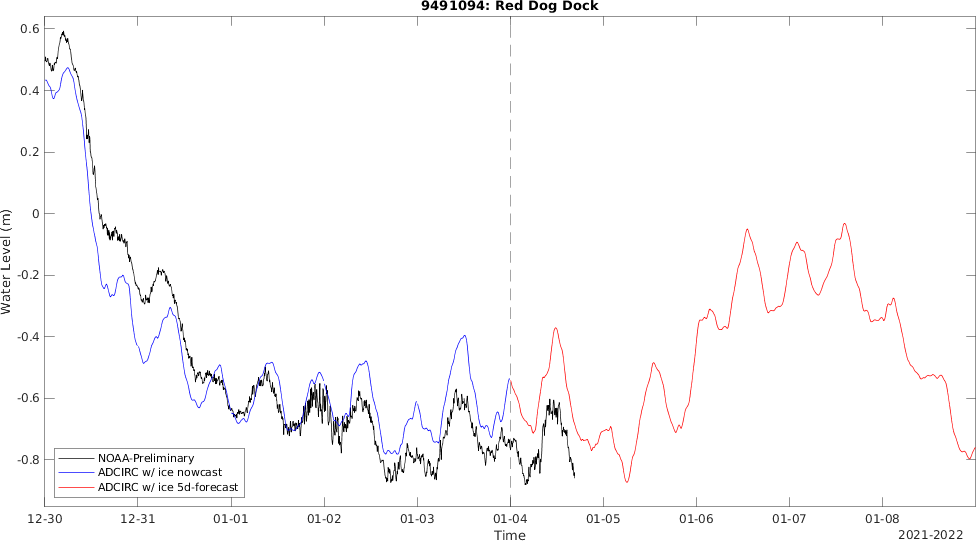 9491094: Red Dog Dock
Water Level (m)
0.6
0.4
0.2
0
-0.2
-0.4
-0.6
-0.8
NOAA-Preliminary
ADCIRC w/ ice nowcast
ADCIRC w/ ice 5d-forecast
12-30 12-31 01-01 01-02 01-03 01-04 01-05 01-06 01-07 01-08
Time
2021-2022